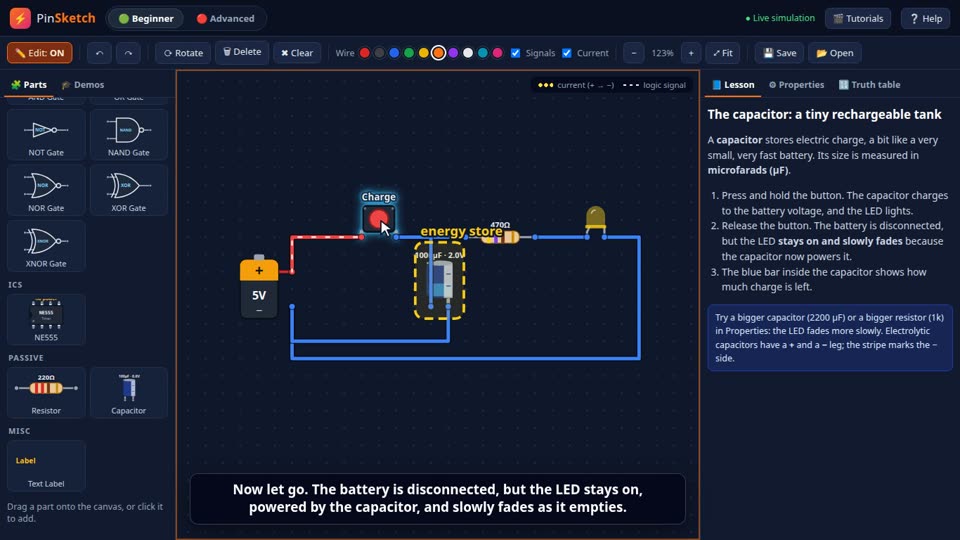 PinSketch
Beginner
Advanced
Live simulation
Tutorials
? Help
Edit: ON
Rotate
Delete
Clear
Wire
Signals
Current
−
123%
+
Fit
Save
Open
Parts
Demos
NOT
NAND
NOT Gate
NAND Gate
NOR
XOR
NOR Gate
XOR Gate
XNOR
XNOR Gate
ICS
NE555
NE555
PASSIVE
220Ω
Resistor
Capacitor
MISC
Label
Text Label
Drag a part onto the canvas, or click it
to add.
current (+ → −)
logic signal
Charge
energy store
470Ω
+
5V
−
Now let go. The battery is disconnected, but the LED stays on,
powered by the capacitor, and slowly fades as it empties.
Lesson
Properties
Truth table
The capacitor: a tiny rechargeable tank
A capacitor stores electric charge, a bit like a very
small, very fast battery. Its size is measured in
microfarads (µF).
1. Press and hold the button. The capacitor charges
to the battery voltage, and the LED lights.
2. Release the button. The battery is disconnected,
but the LED stays on and slowly fades because
the capacitor now powers it.
3. The blue bar inside the capacitor shows how
much charge is left.
Try a bigger capacitor (2200 µF) or a bigger resistor (1k)
in Properties: the LED fades more slowly. Electrolytic
capacitors have a + and a − leg; the stripe marks the −
side.